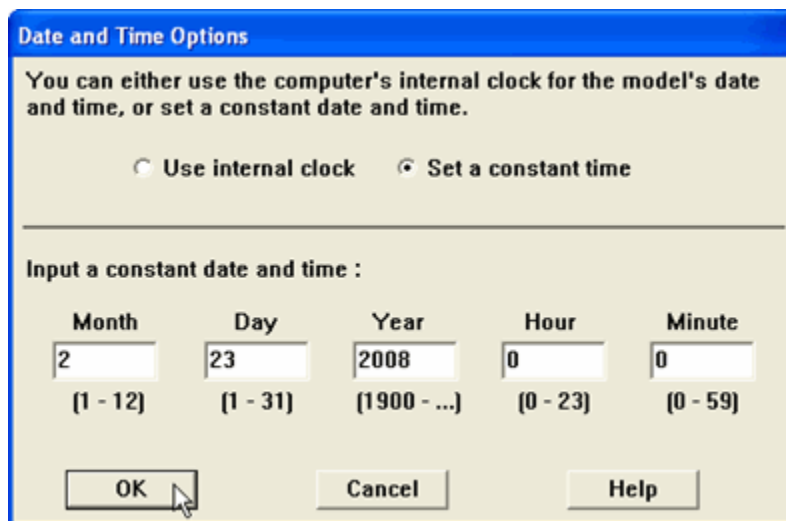 Date and Time Options
You can either use the computer's internal clock for the model's date
and time, or set a constant date and time.
Use internal clock Set a constant time
Input a constant date and time :
Month Day Year Hour Minute
2 23 2008 0 0
(1 - 12) (1 - 31) (1900 - ...) (0 - 23) (0 - 59)
OK Cancel Help